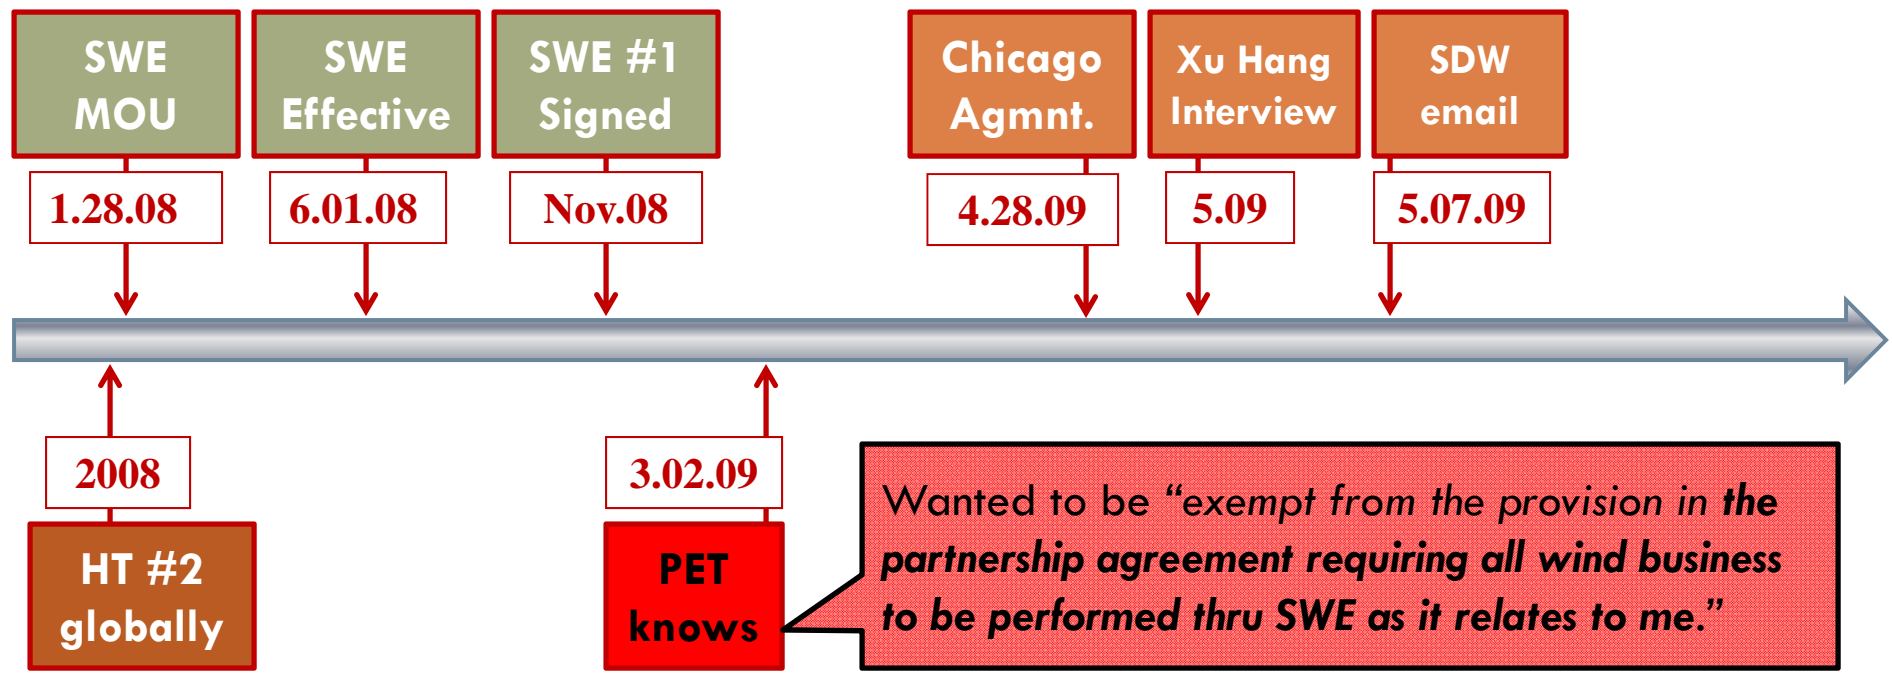 SWE
MOU
SWE
Effective
SWE #1
Signed
Chicago
Agmnt.
Xu Hang
Interview
SDW
email
1.28.08
6.01.08
Nov.08
4.28.09
5.09
5.07.09
2008
HT #2
globally
3.02.09
PET
knows
Wanted to be “exempt from the provision in the
partnership agreement requiring all wind business
to be performed thru SWE as it relates to me.”